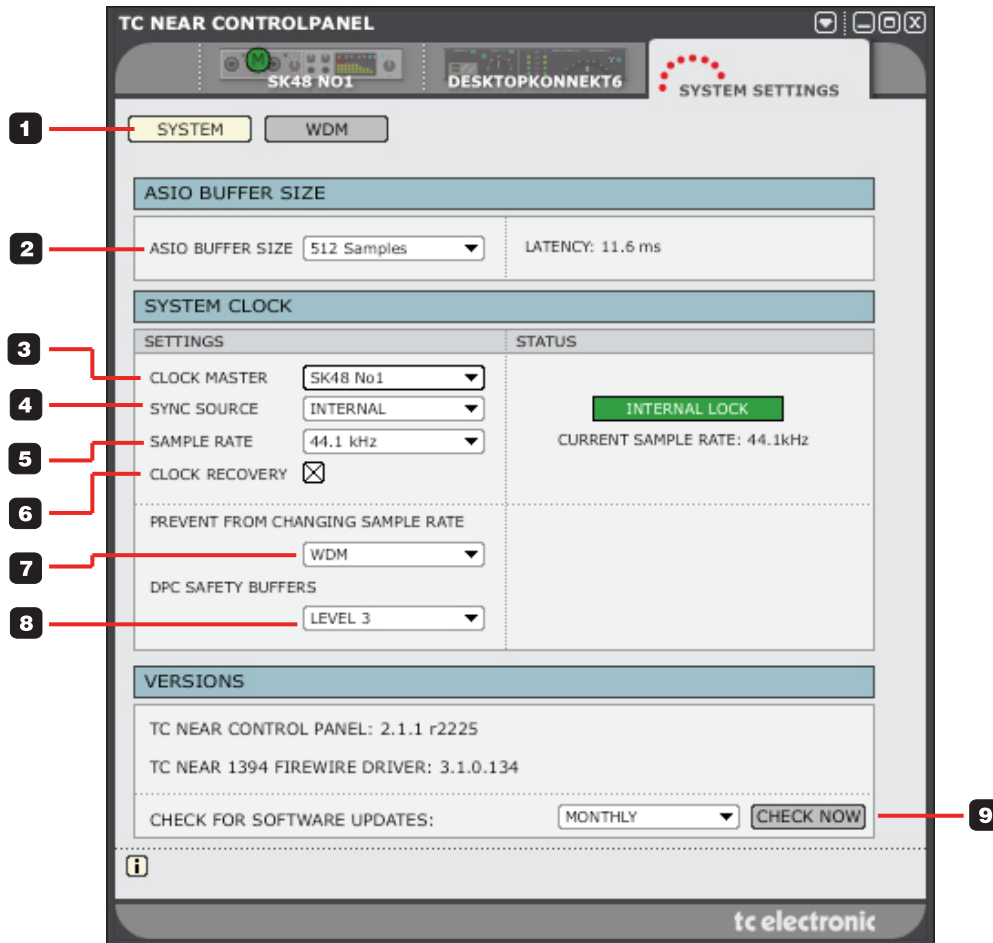 TC NEAR CONTROLPANEL
M
SK48 NO1
DESKTOPKONNEKT6
SYSTEM SETTINGS
1
SYSTEM
WDM
ASIO BUFFER SIZE
2
ASIO BUFFER SIZE
512 Samples
LATENCY: 11.6 ms
SYSTEM CLOCK
SETTINGS
STATUS
3
CLOCK MASTER
SK48 No1
4
SYNC SOURCE
INTERNAL
INTERNAL LOCK
5
SAMPLE RATE
44.1 kHz
CURRENT SAMPLE RATE: 44.1kHz
6
CLOCK RECOVERY
PREVENT FROM CHANGING SAMPLE RATE
7
WDM
DPC SAFETY BUFFERS
8
LEVEL 3
VERSIONS
TC NEAR CONTROL PANEL: 2.1.1 r2225
TC NEAR 1394 FIREWIRE DRIVER: 3.1.0.134
CHECK FOR SOFTWARE UPDATES:
MONTHLY
CHECK NOW
9
i
tc electronic